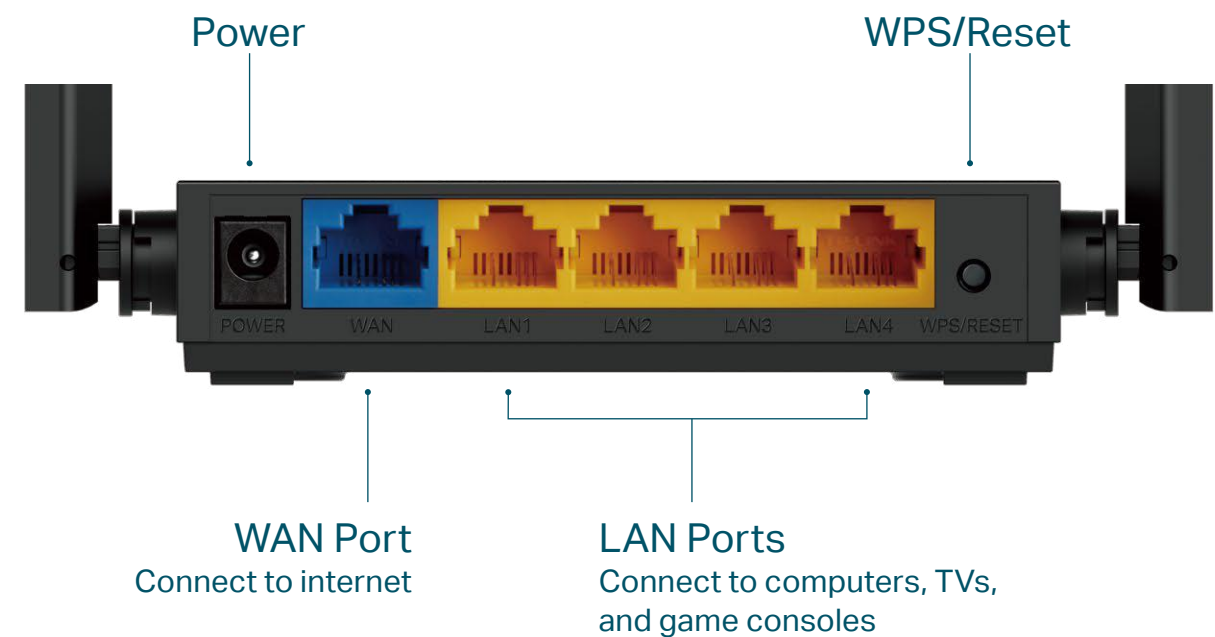 Power
WPS/Reset
POWER
WAN
LAN1
LAN2
LAN3
LAN4
WPS/RESET
WAN Port
Connect to internet
LAN Ports
Connect to computers, TVs,
and game consoles